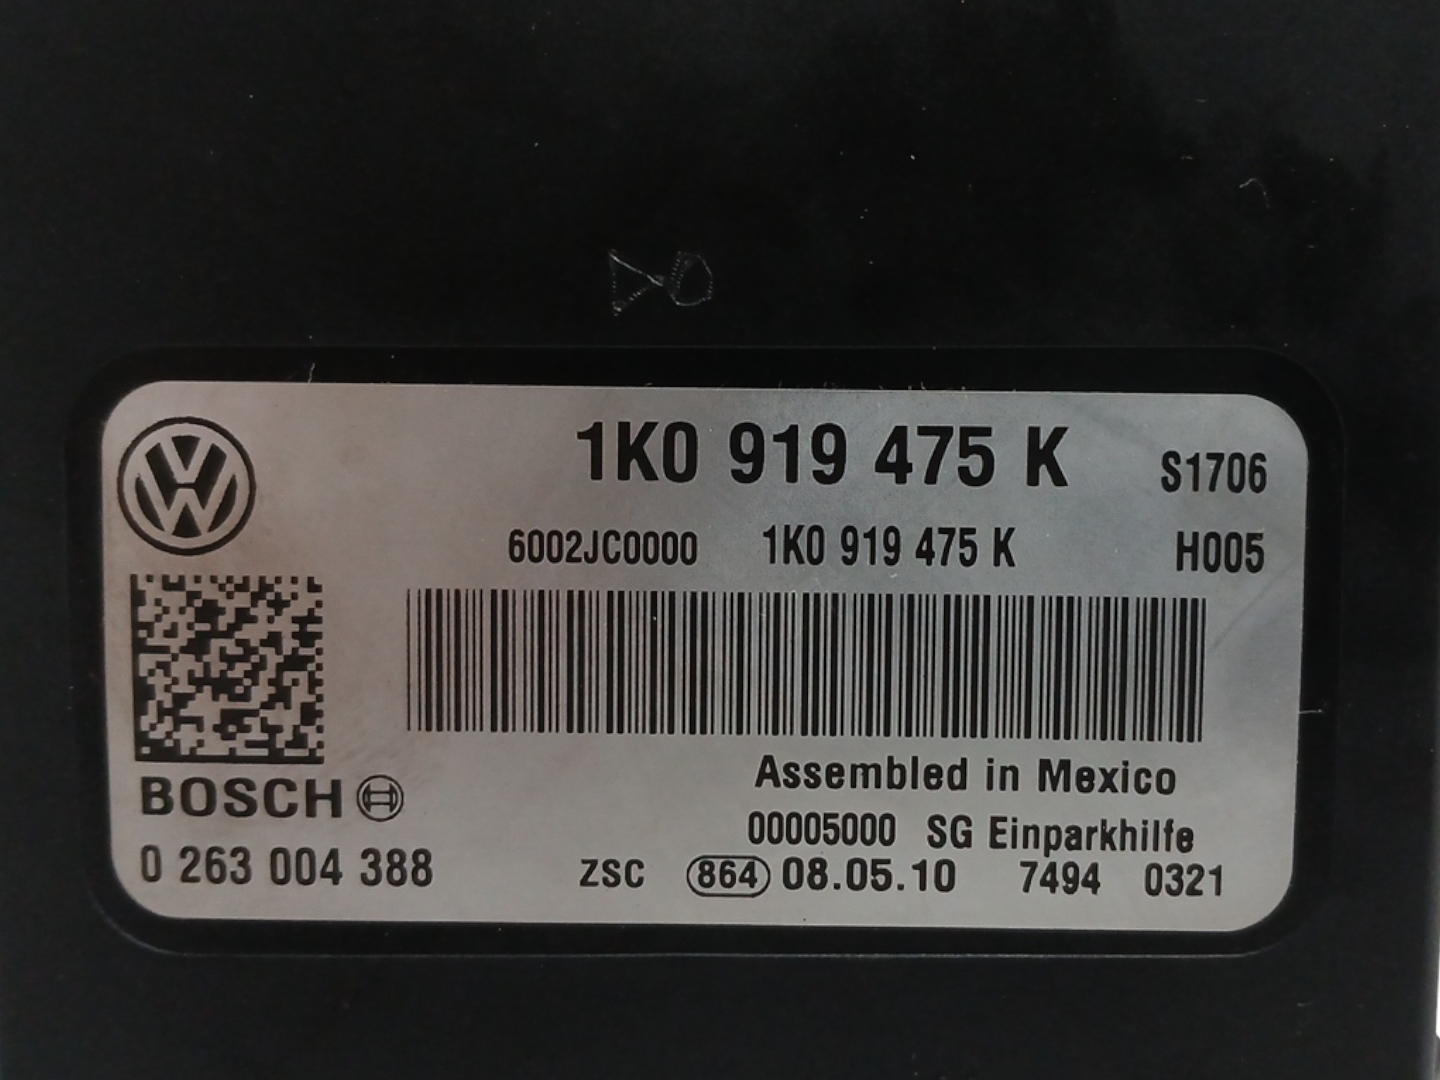 1K0 919 475 K S1706
6002JC0000 1K0 919 475 K H005
Assembled in Mexico
BOSCH
00005000 SG Einparkhilfe
0 263 004 388 ZSC 864 08.05.10 7494 0321